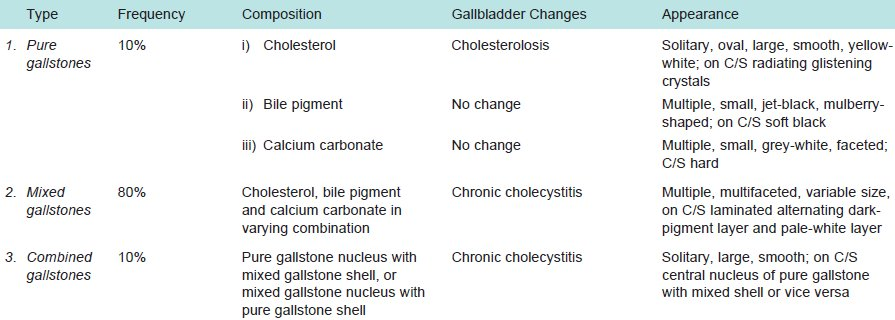 Type Frequency Composition Gallbladder Changes Appearance
1. Pure 10% i) Cholesterol Cholesterolosis Solitary, oval, large, smooth, yellow-
gallstones white; on C/S radiating glistening
crystals
ii) Bile pigment No change Multiple, small, jet-black, mulberry-
shaped; on C/S soft black
iii) Calcium carbonate No change Multiple, small, grey-white, faceted;
C/S hard
2. Mixed 80% Cholesterol, bile pigment Chronic cholecystitis Multiple, multifaceted, variable size,
gallstones and calcium carbonate in on C/S laminated alternating dark-
varying combination pigment layer and pale-white layer
3. Combined 10% Pure gallstone nucleus with Chronic cholecystitis Solitary, large, smooth; on C/S
gallstones mixed gallstone shell, or central nucleus of pure gallstone
mixed gallstone nucleus with with mixed shell or vice versa
pure gallstone shell